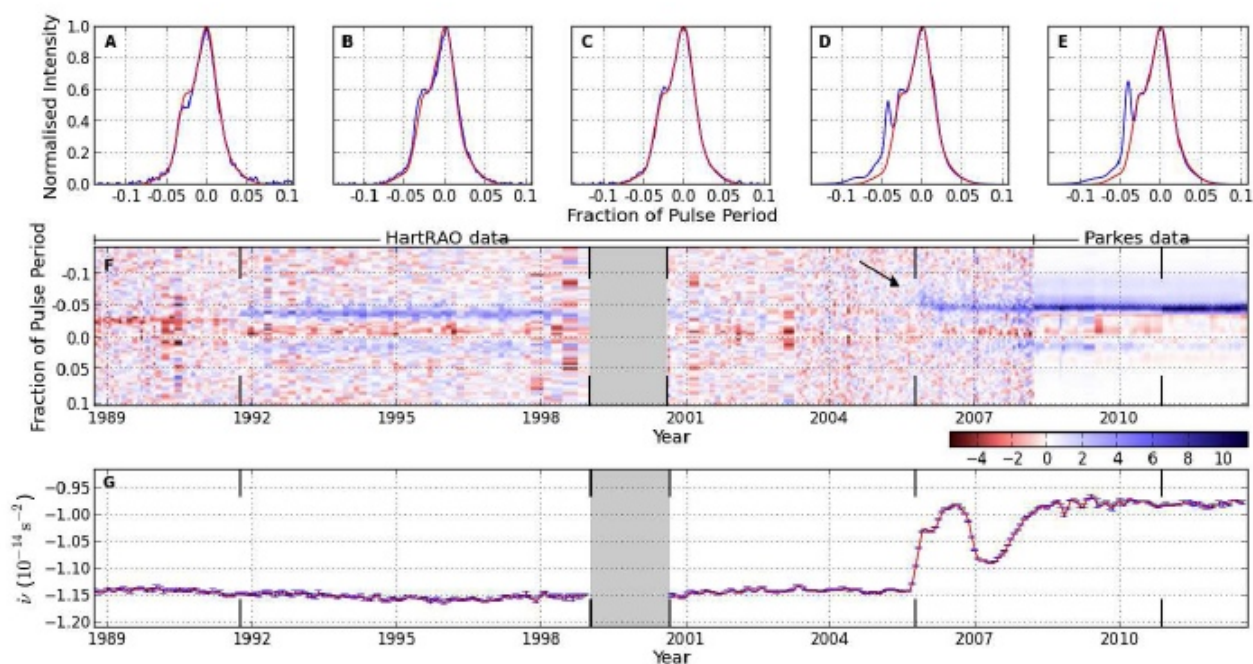 Normalised Intensity
1.0
0.8
0.6
0.4
0.2
0.0
A
B
C
D
E
-0.1 -0.05 0.0 0.05 0.1
-0.1 -0.05 0.0 0.05 0.1
-0.1 -0.05 0.0 0.05 0.1
-0.1 -0.05 0.0 0.05 0.1
-0.1 -0.05 0.0 0.05 0.1
Fraction of Pulse Period
HartRAO data
Parkes data
Fraction of Pulse Period
F
-0.1
-0.05
0.0
0.05
0.1
1989 1992 1995 1998 2001 2004 2007 2010
Year
−4 −2 0 2 4 6 8 10
G
ν̇ (10⁻¹⁴ s⁻²)
−0.95
−1.00
−1.05
−1.10
−1.15
−1.20
1989 1992 1995 1998 2001 2004 2007 2010
Year